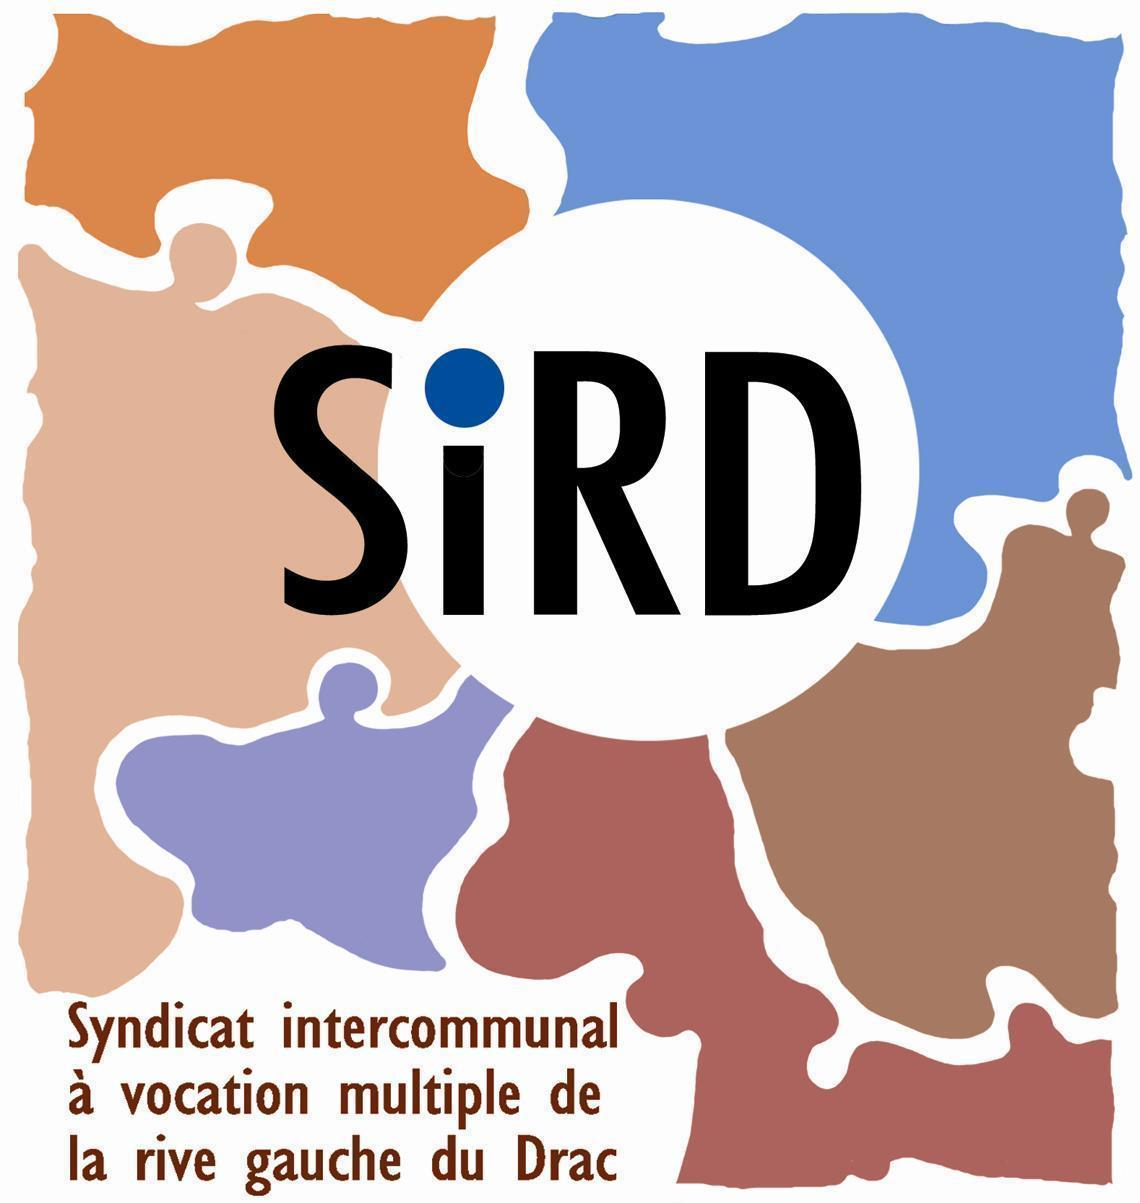 SiRD
Syndicat intercommunal
à vocation multiple de
la rive gauche du Drac